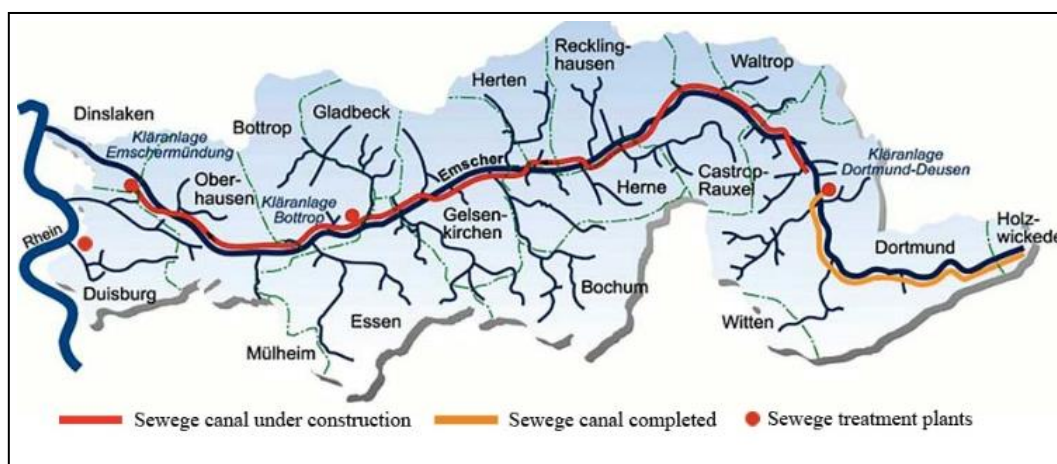 Dinslaken
Kläranlage
Emschermündung
Bottrop
Gladbeck
Herten
Reckling-
hausen
Waltrop
Ober-
hausen
Kläranlage
Bottrop
Emscher
Gelsen-
kirchen
Herne
Castrop-
Rauxel
Kläranlage
Dortmund-Deusen
Rhein
Duisburg
Mülheim
Essen
Bochum
Witten
Dortmund
Holz-
wickede
Sewege canal under construction
Sewege canal completed
Sewege treatment plants